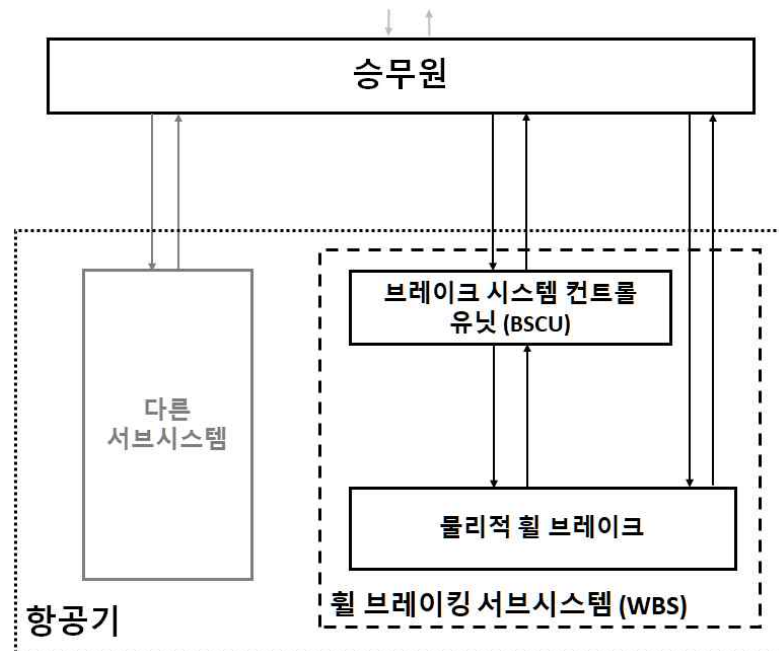 승무원
브레이크 시스템 컨트롤
유닛 (BSCU)
다른
서브시스템
물리적 휠 브레이크
휠 브레이킹 서브시스템 (WBS)
항공기